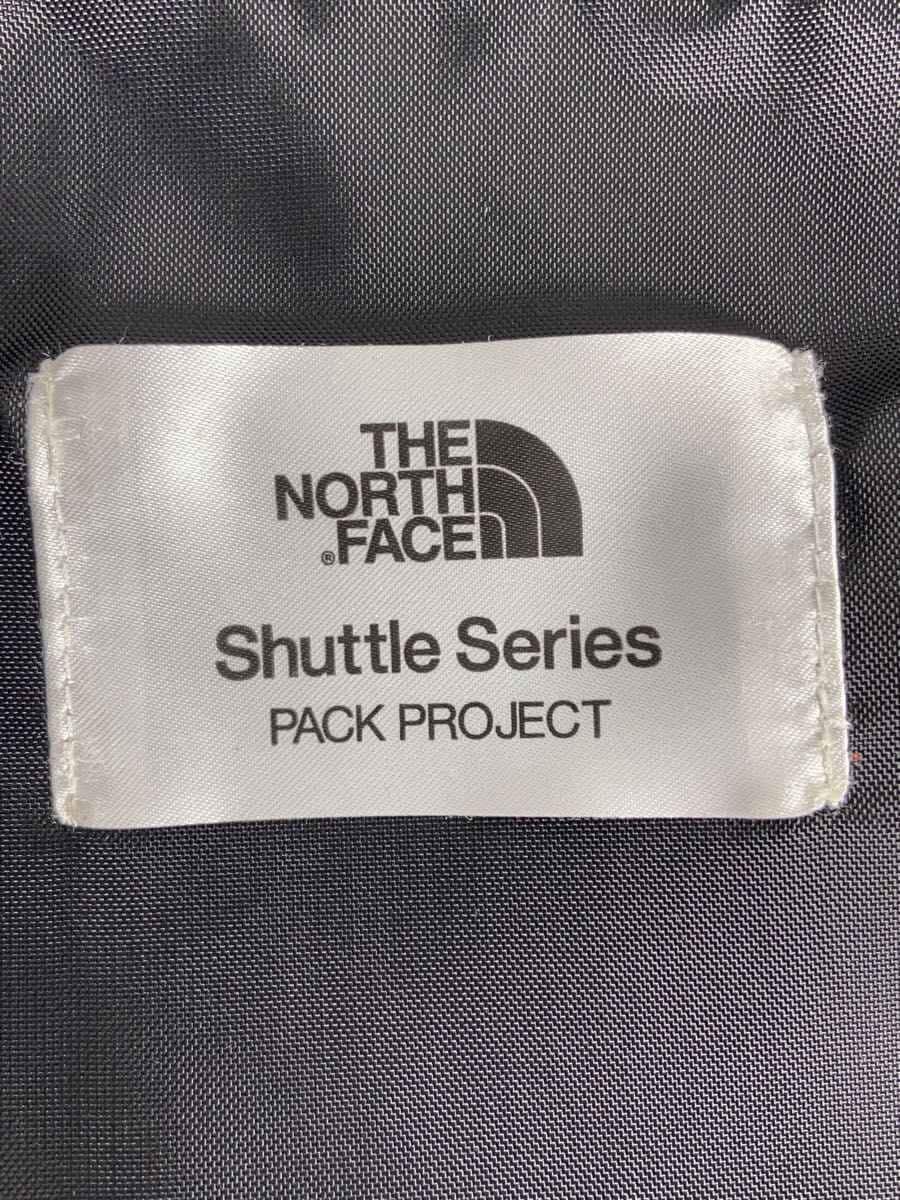 THE
NORTH
®FACE
Shuttle Series
PACK PROJECT